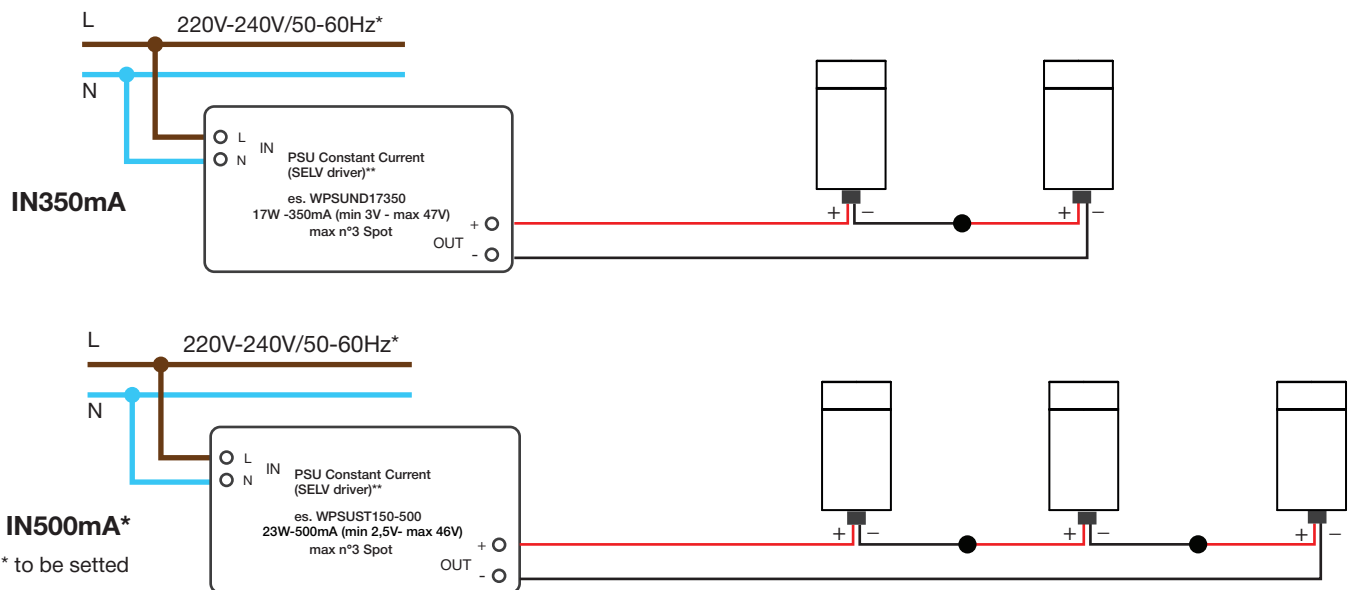 L
220V-240V/50-60Hz*
N
L
IN
N
PSU Constant Current
(SELV driver)**
es. WPSUND17350
17W -350mA (min 3V - max 47V)
max n°3 Spot
+
OUT
-
IN350mA
+ −
+ −
L
220V-240V/50-60Hz*
N
L
IN
N
PSU Constant Current
(SELV driver)**
es. WPSUST150-500
23W-500mA (min 2,5V- max 46V)
max n°3 Spot
+
OUT
-
IN500mA*
* to be setted
+ −
+ −
+ −